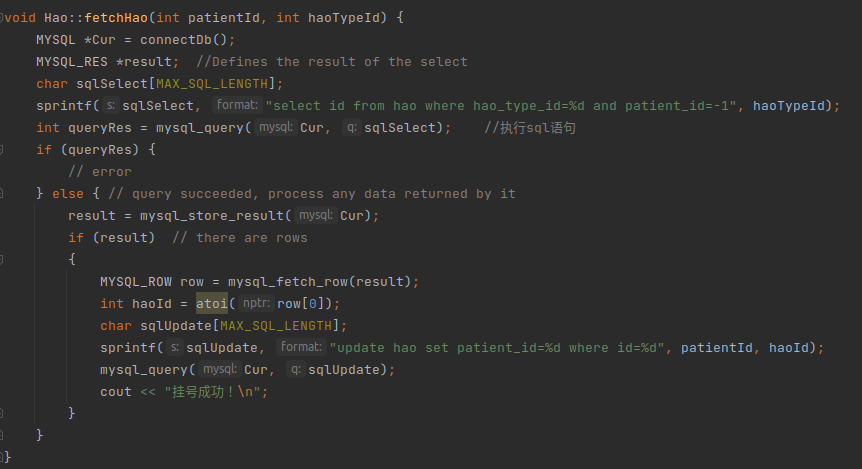 void Hao::fetchHao(int patientId, int haoTypeId) {
MYSQL *Cur = connectDb();
MYSQL_RES *result;  //Defines the result of the select
char sqlSelect[MAX_SQL_LENGTH];
sprintf( s: sqlSelect,  format: "select id from hao where hao_type_id=%d and patient_id=-1", haoTypeId);
int queryRes = mysql_query( mysql: Cur,  q: sqlSelect);    //执行sql语句
if (queryRes) {
// error
} else { // query succeeded, process any data returned by it
result = mysql_store_result( mysql: Cur);
if (result)  // there are rows
{
MYSQL_ROW row = mysql_fetch_row(result);
int haoId = atoi( nptr: row[0]);
char sqlUpdate[MAX_SQL_LENGTH];
sprintf( s: sqlUpdate,  format: "update hao set patient_id=%d where id=%d", patientId, haoId);
mysql_query( mysql: Cur,  q: sqlUpdate);
cout << "挂号成功！\n";
}
}
}